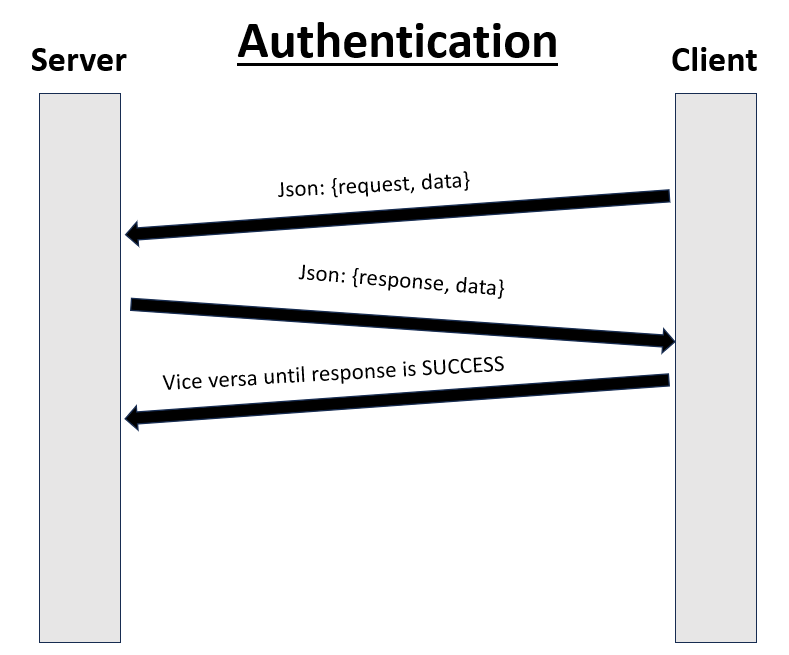 Authentication
Server
Client
Json: {request, data}
Json: {response, data}
Vice versa until response is SUCCESS